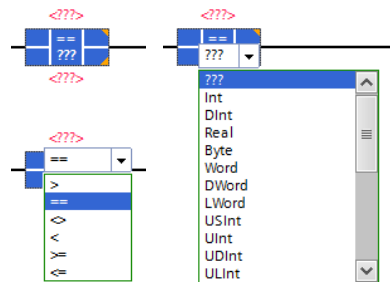 <???>
==
???
<???>
<???>
==
???
???
Int
DInt
Real
Byte
Word
DWord
LWord
USInt
UInt
UDInt
ULInt
<???>
==
>
==
<>
<
>=
<=